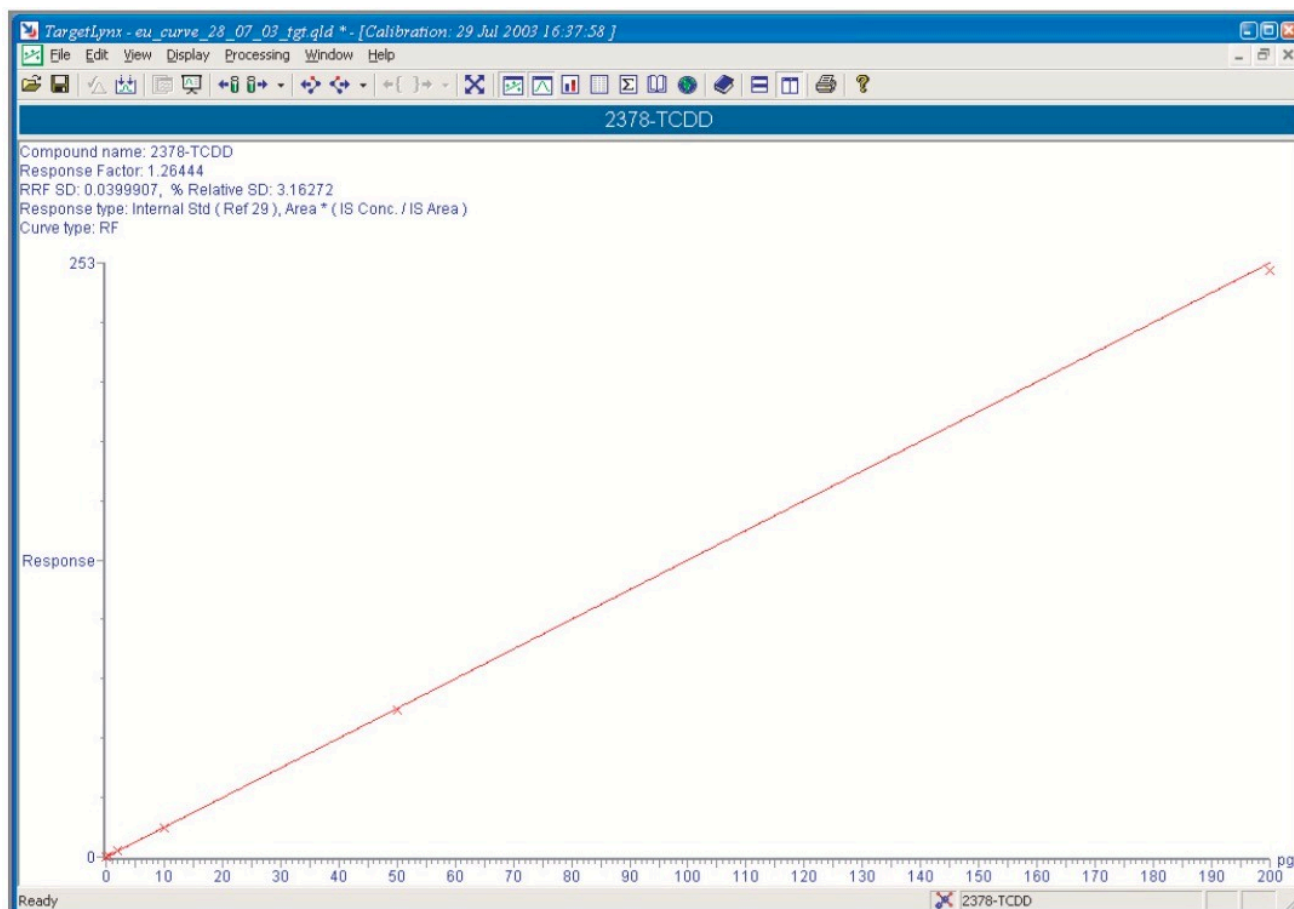 TargetLynx - eu_curve_28_07_03_tgt.qld * - [Calibration: 29 Jul 2003 16:37:58 ]
File Edit View Display Processing Window Help
2378-TCDD
Compound name: 2378-TCDD
Response Factor: 1.26444
RRF SD: 0.0399907, % Relative SD: 3.16272
Response type: Internal Std ( Ref 29 ), Area * ( IS Conc. / IS Area )
Curve type: RF
253
Response
0
0 10 20 30 40 50 60 70 80 90 100 110 120 130 140 150 160 170 180 190 200
pg
Ready 2378-TCDD